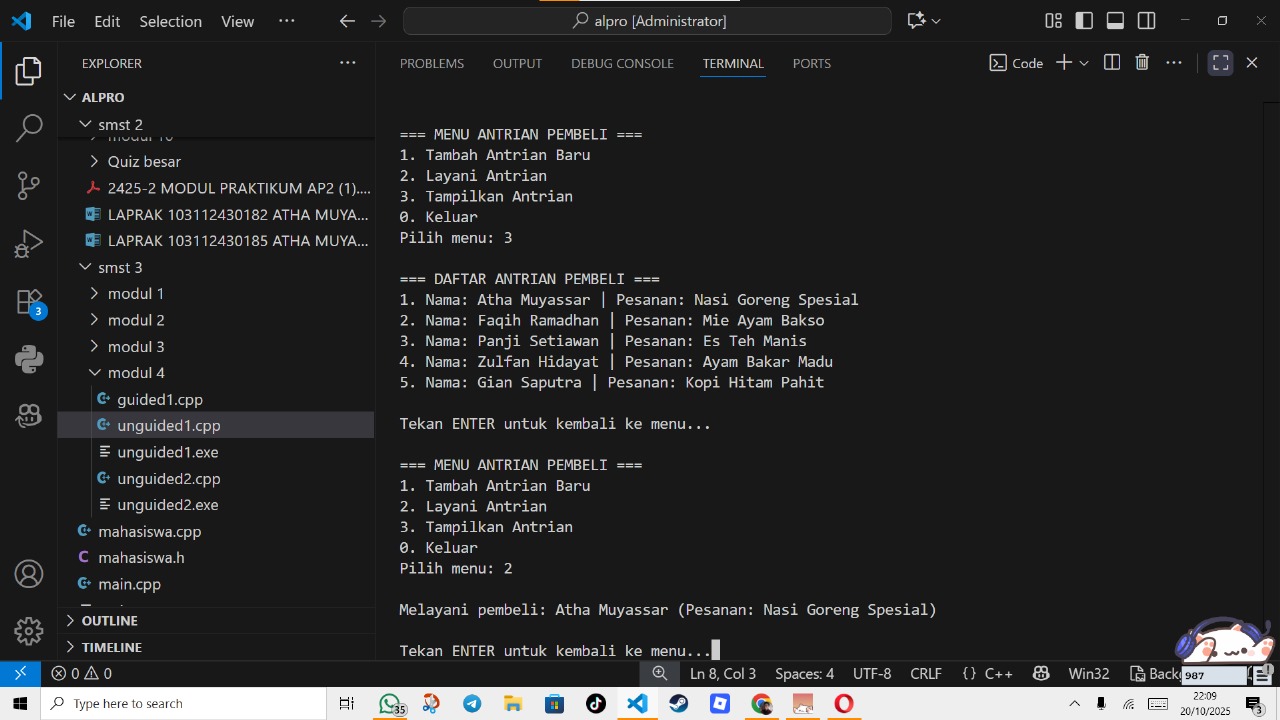 File Edit Selection View ...
alpro [Administrator]
EXPLORER
ALPRO
smst 2
Quiz besar
2425-2 MODUL PRAKTIKUM AP2 (1)....
LAPRAK 103112430182 ATHA MUYA...
LAPRAK 103112430185 ATHA MUYA...
smst 3
modul 1
modul 2
modul 3
modul 4
guided1.cpp
unguided1.cpp
unguided1.exe
unguided2.cpp
unguided2.exe
mahasiswa.cpp
mahasiswa.h
main.cpp
OUTLINE
TIMELINE
3
PROBLEMS OUTPUT DEBUG CONSOLE TERMINAL PORTS
Code
=== MENU ANTRIAN PEMBELI ===
1. Tambah Antrian Baru
2. Layani Antrian
3. Tampilkan Antrian
0. Keluar
Pilih menu: 3
=== DAFTAR ANTRIAN PEMBELI ===
1. Nama: Atha Muyassar | Pesanan: Nasi Goreng Spesial
2. Nama: Faqih Ramadhan | Pesanan: Mie Ayam Bakso
3. Nama: Panji Setiawan | Pesanan: Es Teh Manis
4. Nama: Zulfan Hidayat | Pesanan: Ayam Bakar Madu
5. Nama: Gian Saputra | Pesanan: Kopi Hitam Pahit
Tekan ENTER untuk kembali ke menu...
=== MENU ANTRIAN PEMBELI ===
1. Tambah Antrian Baru
2. Layani Antrian
3. Tampilkan Antrian
0. Keluar
Pilih menu: 2
Melayani pembeli: Atha Muyassar (Pesanan: Nasi Goreng Spesial)
Tekan ENTER untuk kembali ke menu...
0 0 Ln 8, Col 3 Spaces: 4 UTF-8 CRLF {} C++ Win32 Back
987
1
Type here to search
35
22:09
20/10/2025
3